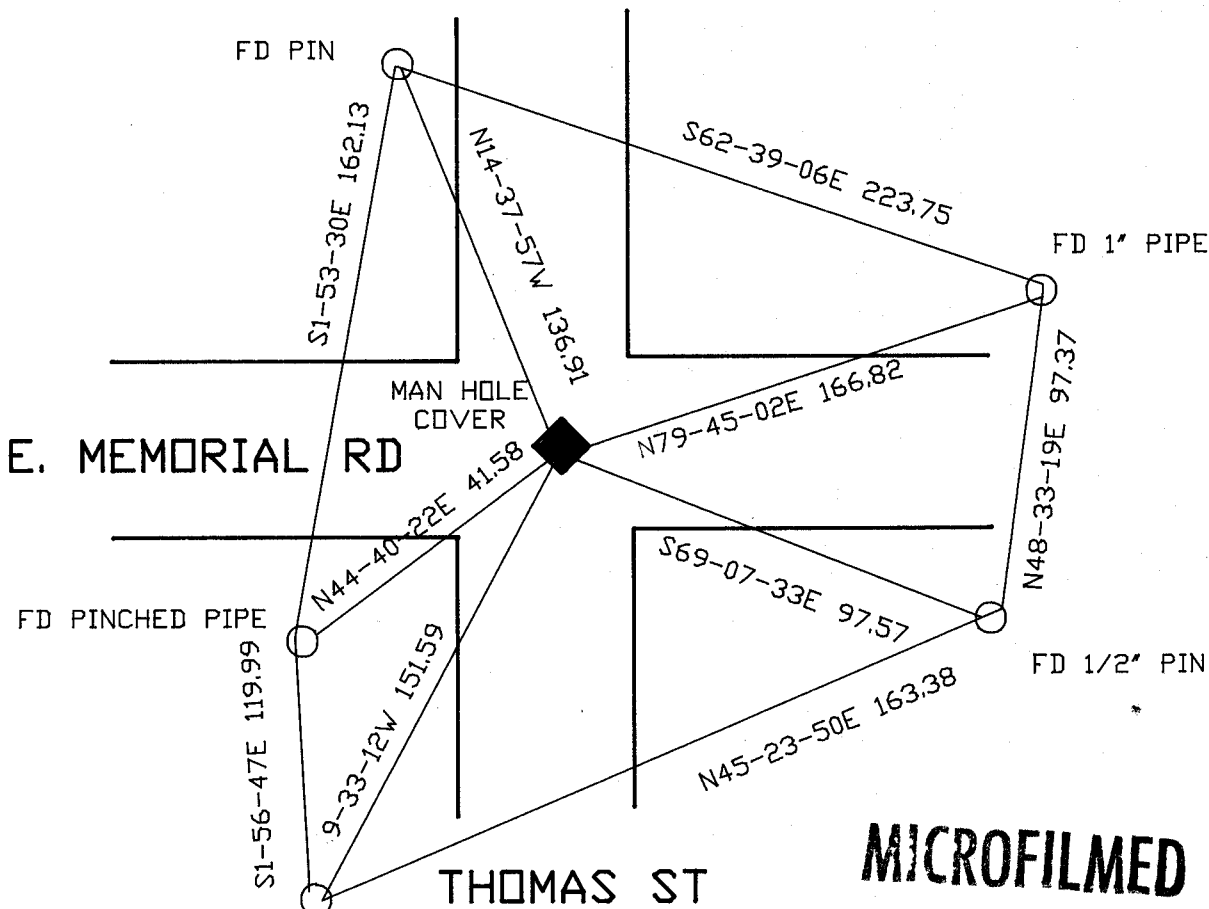 FD PIN
S1-53-30E 162.13
N14-37-57W 136.91
S62-39-06E 223.75
FD 1" PIPE
MAN HOLE
COVER
N79-45-02E 166.82
N48-33-19E 97.37
E. MEMORIAL RD
N44-40-22E 41.58
S69-07-33E 97.57
FD PINCHED PIPE
FD 1/2" PIN
S1-56-47E 119.99
9-33-12W 151.59
N45-23-50E 163.38
MICROFILMED
THOMAS ST